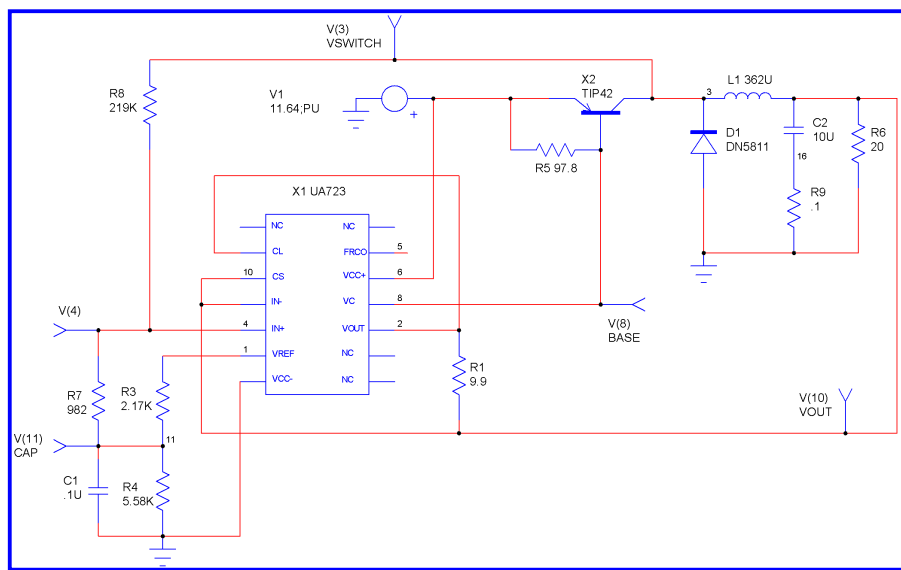 V(3)
VSWITCH
R8
219K
V1
11.64;PU
+
X2
TIP42
3
L1 362U
D1
DN5811
C2
10U
16
R6
20
R9
.1
R5 97.8
X1 UA723
NC
NC
CL
FRCO
5
10
CS
VCC+
6
IN-
VC
8
4
IN+
VOUT
2
1
VREF
NC
VCC-
NC
V(4)
V(8)
BASE
R7
982
R3
2.17K
R1
9.9
V(10)
VOUT
V(11)
CAP
11
C1
.1U
R4
5.58K